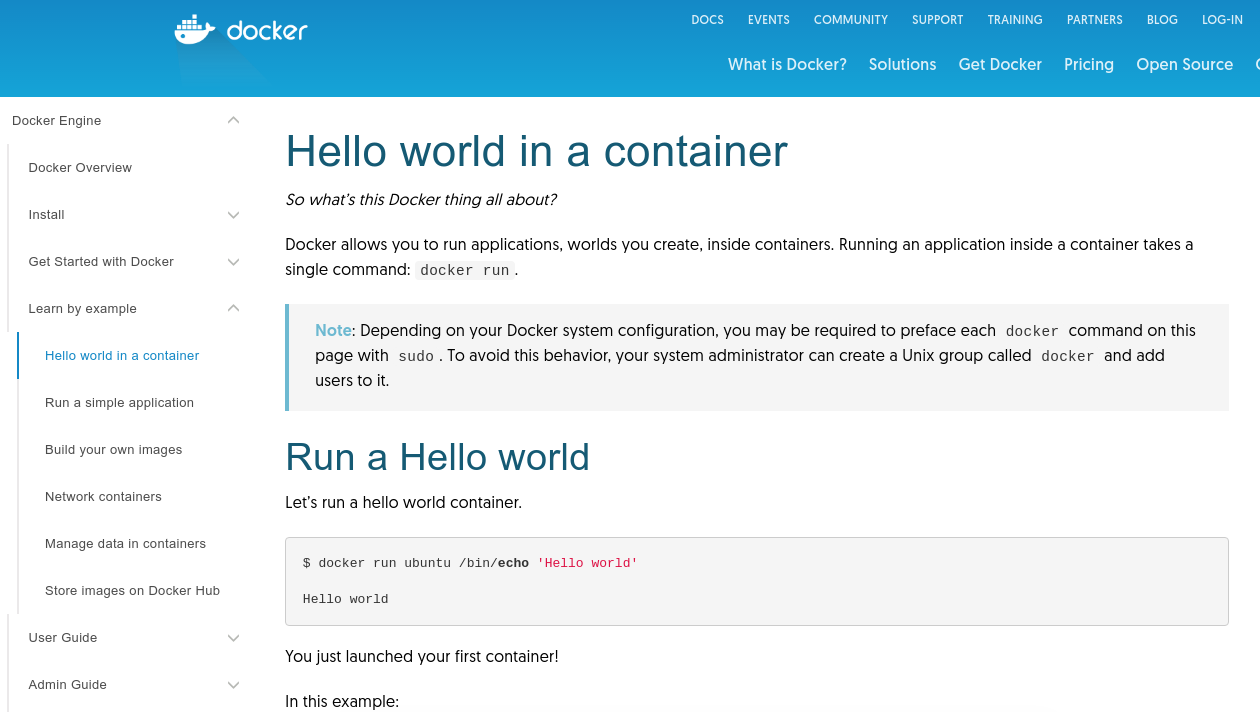 docker
DOCS EVENTS COMMUNITY SUPPORT TRAINING PARTNERS BLOG LOG-IN
What is Docker? Solutions Get Docker Pricing Open Source
Docker Engine
Docker Overview
Install
Get Started with Docker
Learn by example
Hello world in a container
Run a simple application
Build your own images
Network containers
Manage data in containers
Store images on Docker Hub
User Guide
Admin Guide
Hello world in a container
So what's this Docker thing all about?
Docker allows you to run applications, worlds you create, inside containers. Running an application inside a container takes a
single command: docker run.
Note: Depending on your Docker system configuration, you may be required to preface each docker command on this
page with sudo. To avoid this behavior, your system administrator can create a Unix group called docker and add
users to it.
Run a Hello world
Let's run a hello world container.
$ docker run ubuntu /bin/echo 'Hello world'
Hello world
You just launched your first container!
In this example: